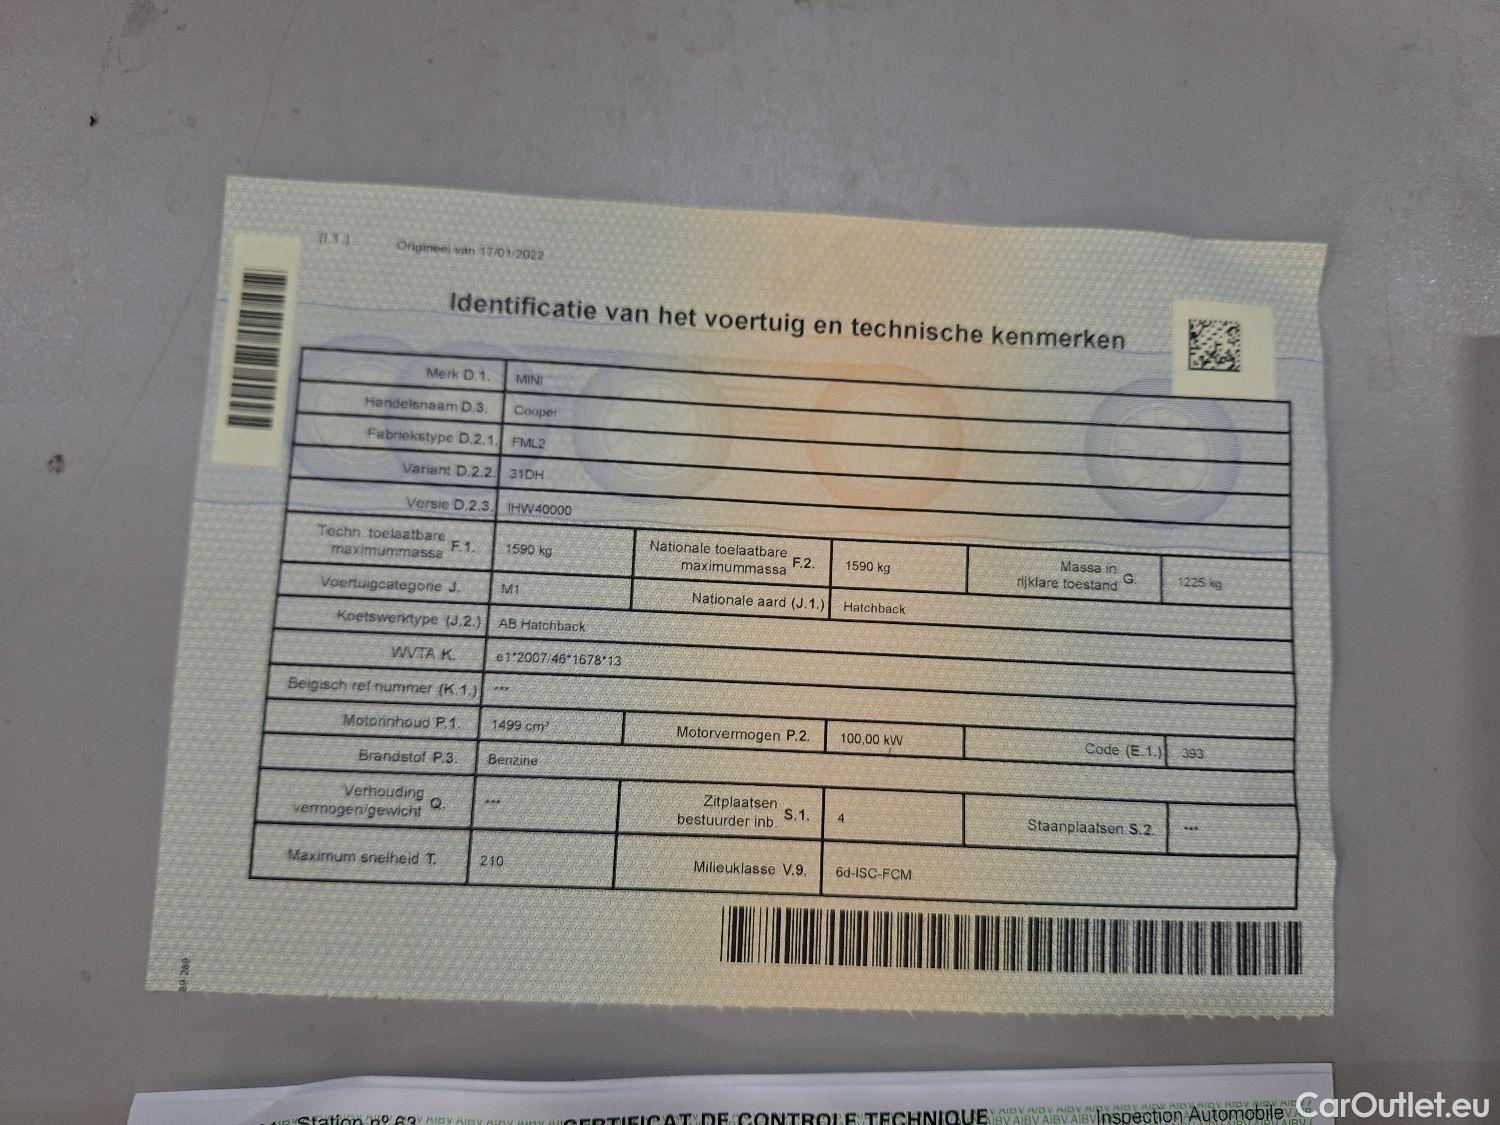 (I.1.) Origineel van 17/01/2022
Identificatie van het voertuig en technische kenmerken
Merk D.1. MINI
Handelsnaam D.3. Cooper
Fabriekstype D.2.1. FML2
Variant D.2.2. 31DH
Versie D.2.3. IHW40000
Techn. toelaatbare maximummassa F.1. 1590 kg Nationale toelaatbare maximummassa F.2. 1590 kg Massa in rijklare toestand G. 1225 kg
Voertuigcategorie J. M1 Nationale aard (J.1.) Hatchback
Koetswerktype (J.2.) AB Hatchback
WVTA K. e1*2007/46*1678*13
Belgisch ref.nummer (K.1.) ***
Motorinhoud P.1. 1499 cm³ Motorvermogen P.2. 100,00 kW Code (E.1.) 393
Brandstof P.3. Benzine
Verhouding vermogen/gewicht Q. *** Zitplaatsen bestuurder inb. S.1. 4 Staanplaatsen S.2. ***
Maximum snelheid T. 210 Milieuklasse V.9. 6d-ISC-FCM
Station n° 63 CERTIFICAT DE CONTROLE TECHNIQUE AIBV AIBV AIBV AIBV Inspection Automobile
CarOutlet.eu